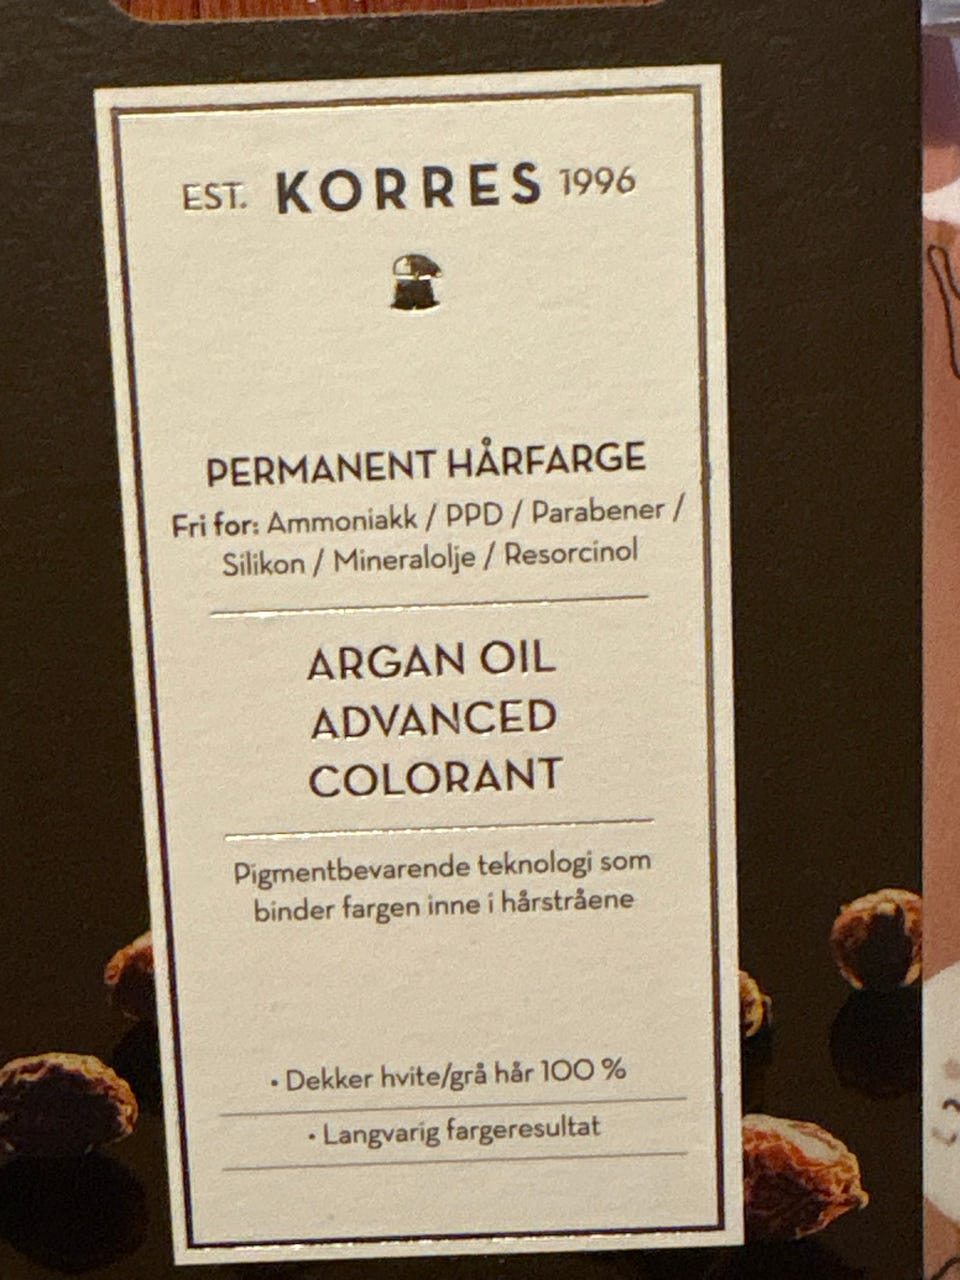 EST. KORRES 1996
PERMANENT HÅRFARGE
Fri for: Ammoniakk / PPD / Parabener /
Silikon / Mineralolje / Resorcinol
ARGAN OIL
ADVANCED
COLORANT
Pigmentbevarende teknologi som
binder fargen inne i hårstråene
• Dekker hvite/grå hår 100 %
• Langvarig fargeresultat